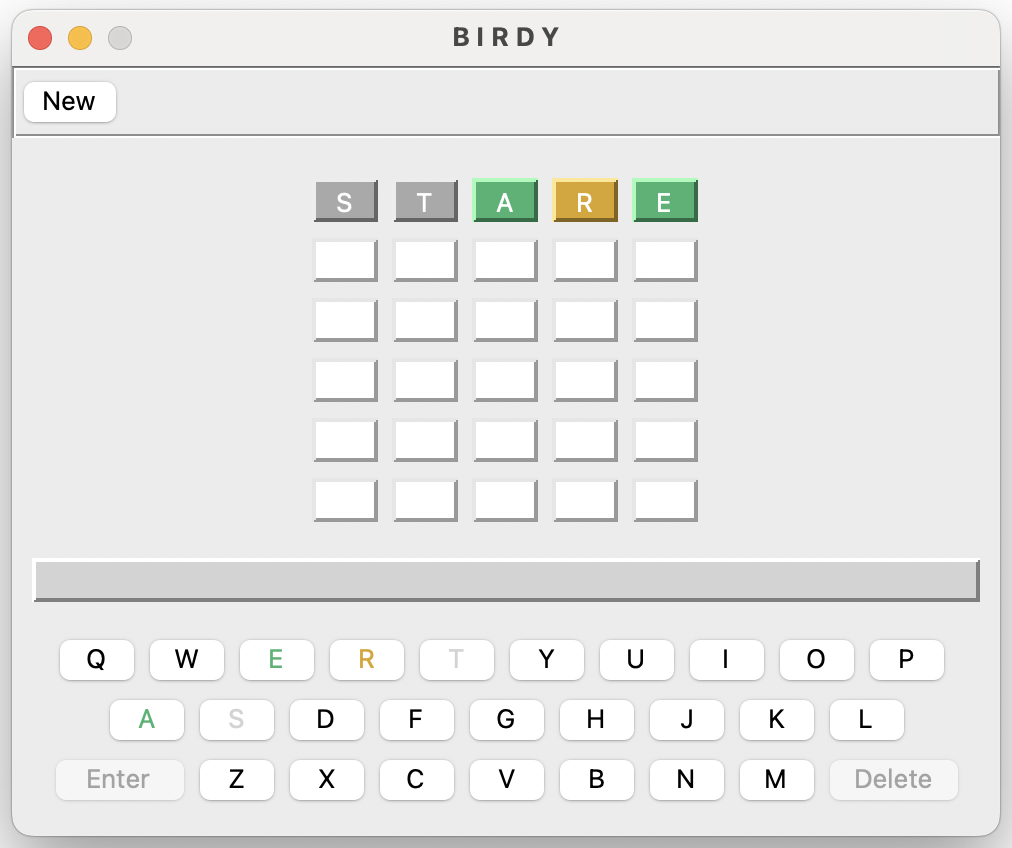 BIRDY
New
S T A R E
Q W E R T Y U I O P
A S D F G H J K L
Enter Z X C V B N M Delete